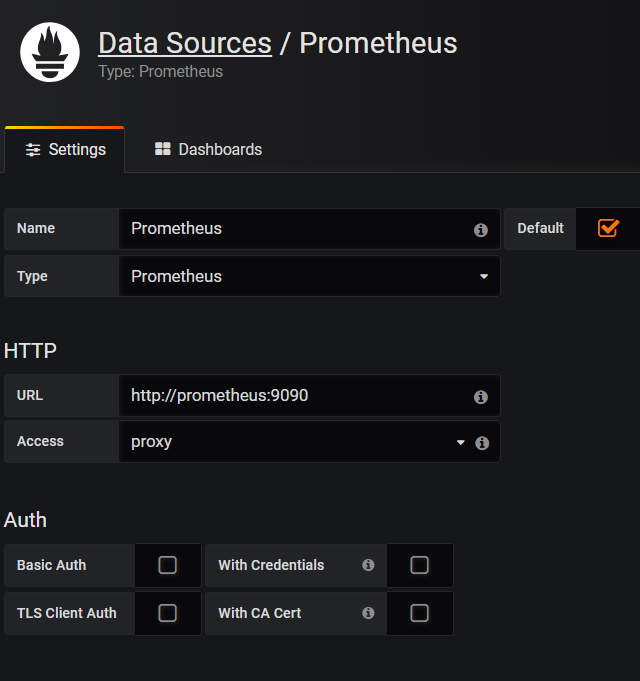 Data Sources / Prometheus
Type: Prometheus
Settings Dashboards
Name Prometheus Default
Type Prometheus
HTTP
URL http://prometheus:9090
Access proxy
Auth
Basic Auth With Credentials
TLS Client Auth With CA Cert